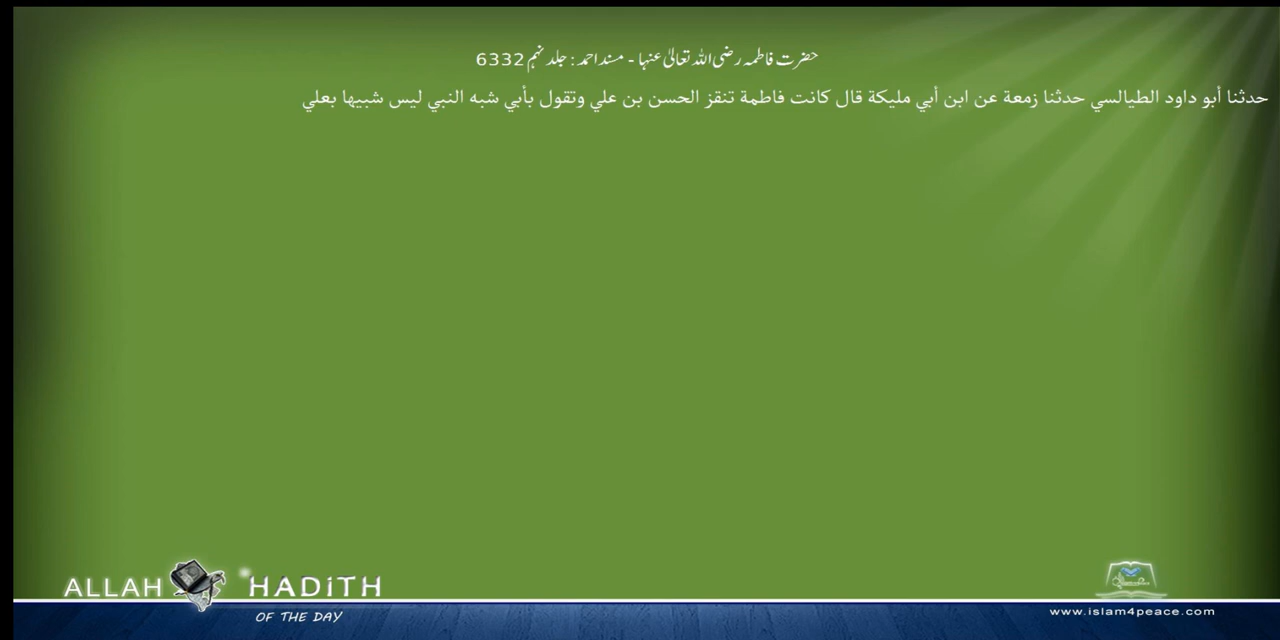 حضرت فاطمہ رضی اللہ تعالیٰ عنہا - مسند احمد : جلد نہم 6332
حدثنا أبو داود الطيالسي حدثنا زمعة عن ابن أبي مليكة قال كانت فاطمة تنقز الحسن بن علي وتقول بأبي شبه النبي ليس شبيها بعلي
ALLAH HADITH
OF THE DAY
www.islam4peace.com